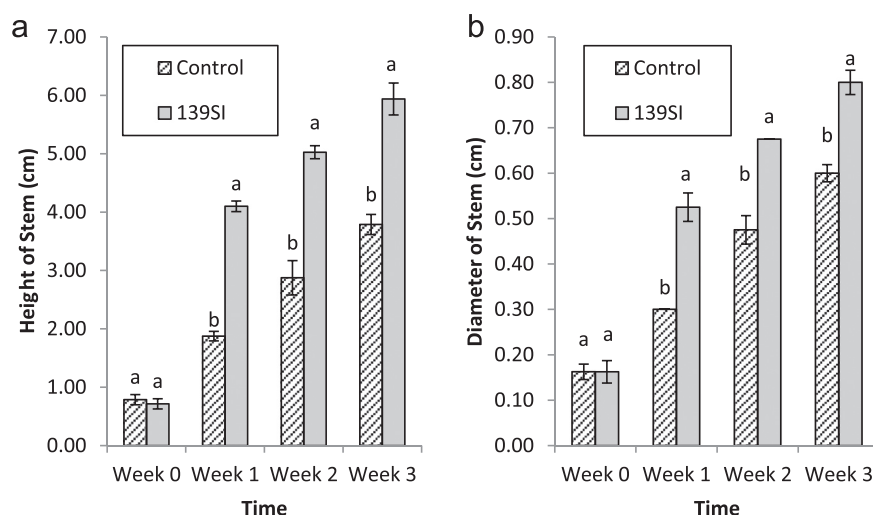 a
7.00
6.00
5.00
4.00
3.00
2.00
1.00
0.00
Height of Stem (cm)
Control
139SI
a
a
b
a
b
a
b
a
Week 0
Week 1
Week 2
Week 3
Time
b
0.90
0.80
0.70
0.60
0.50
0.40
0.30
0.20
0.10
0.00
Diameter of Stem (cm)
Control
139SI
a
a
b
a
b
a
b
a
Week 0
Week 1
Week 2
Week 3
Time